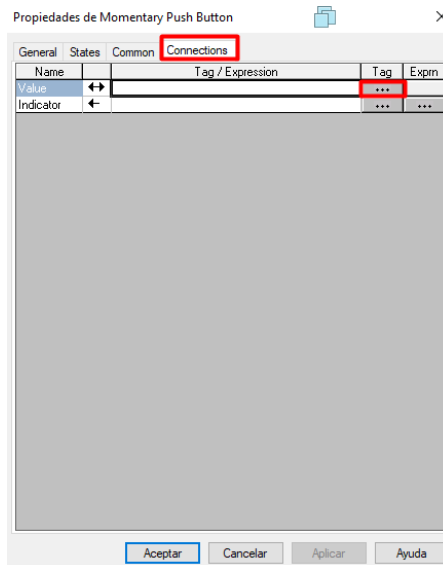 Propiedades de Momentary Push Button
General States Common Connections
Name Tag / Expression Tag Exprn
Value ↔ ...
Indicator ← ... ...
Aceptar Cancelar Aplicar Ayuda